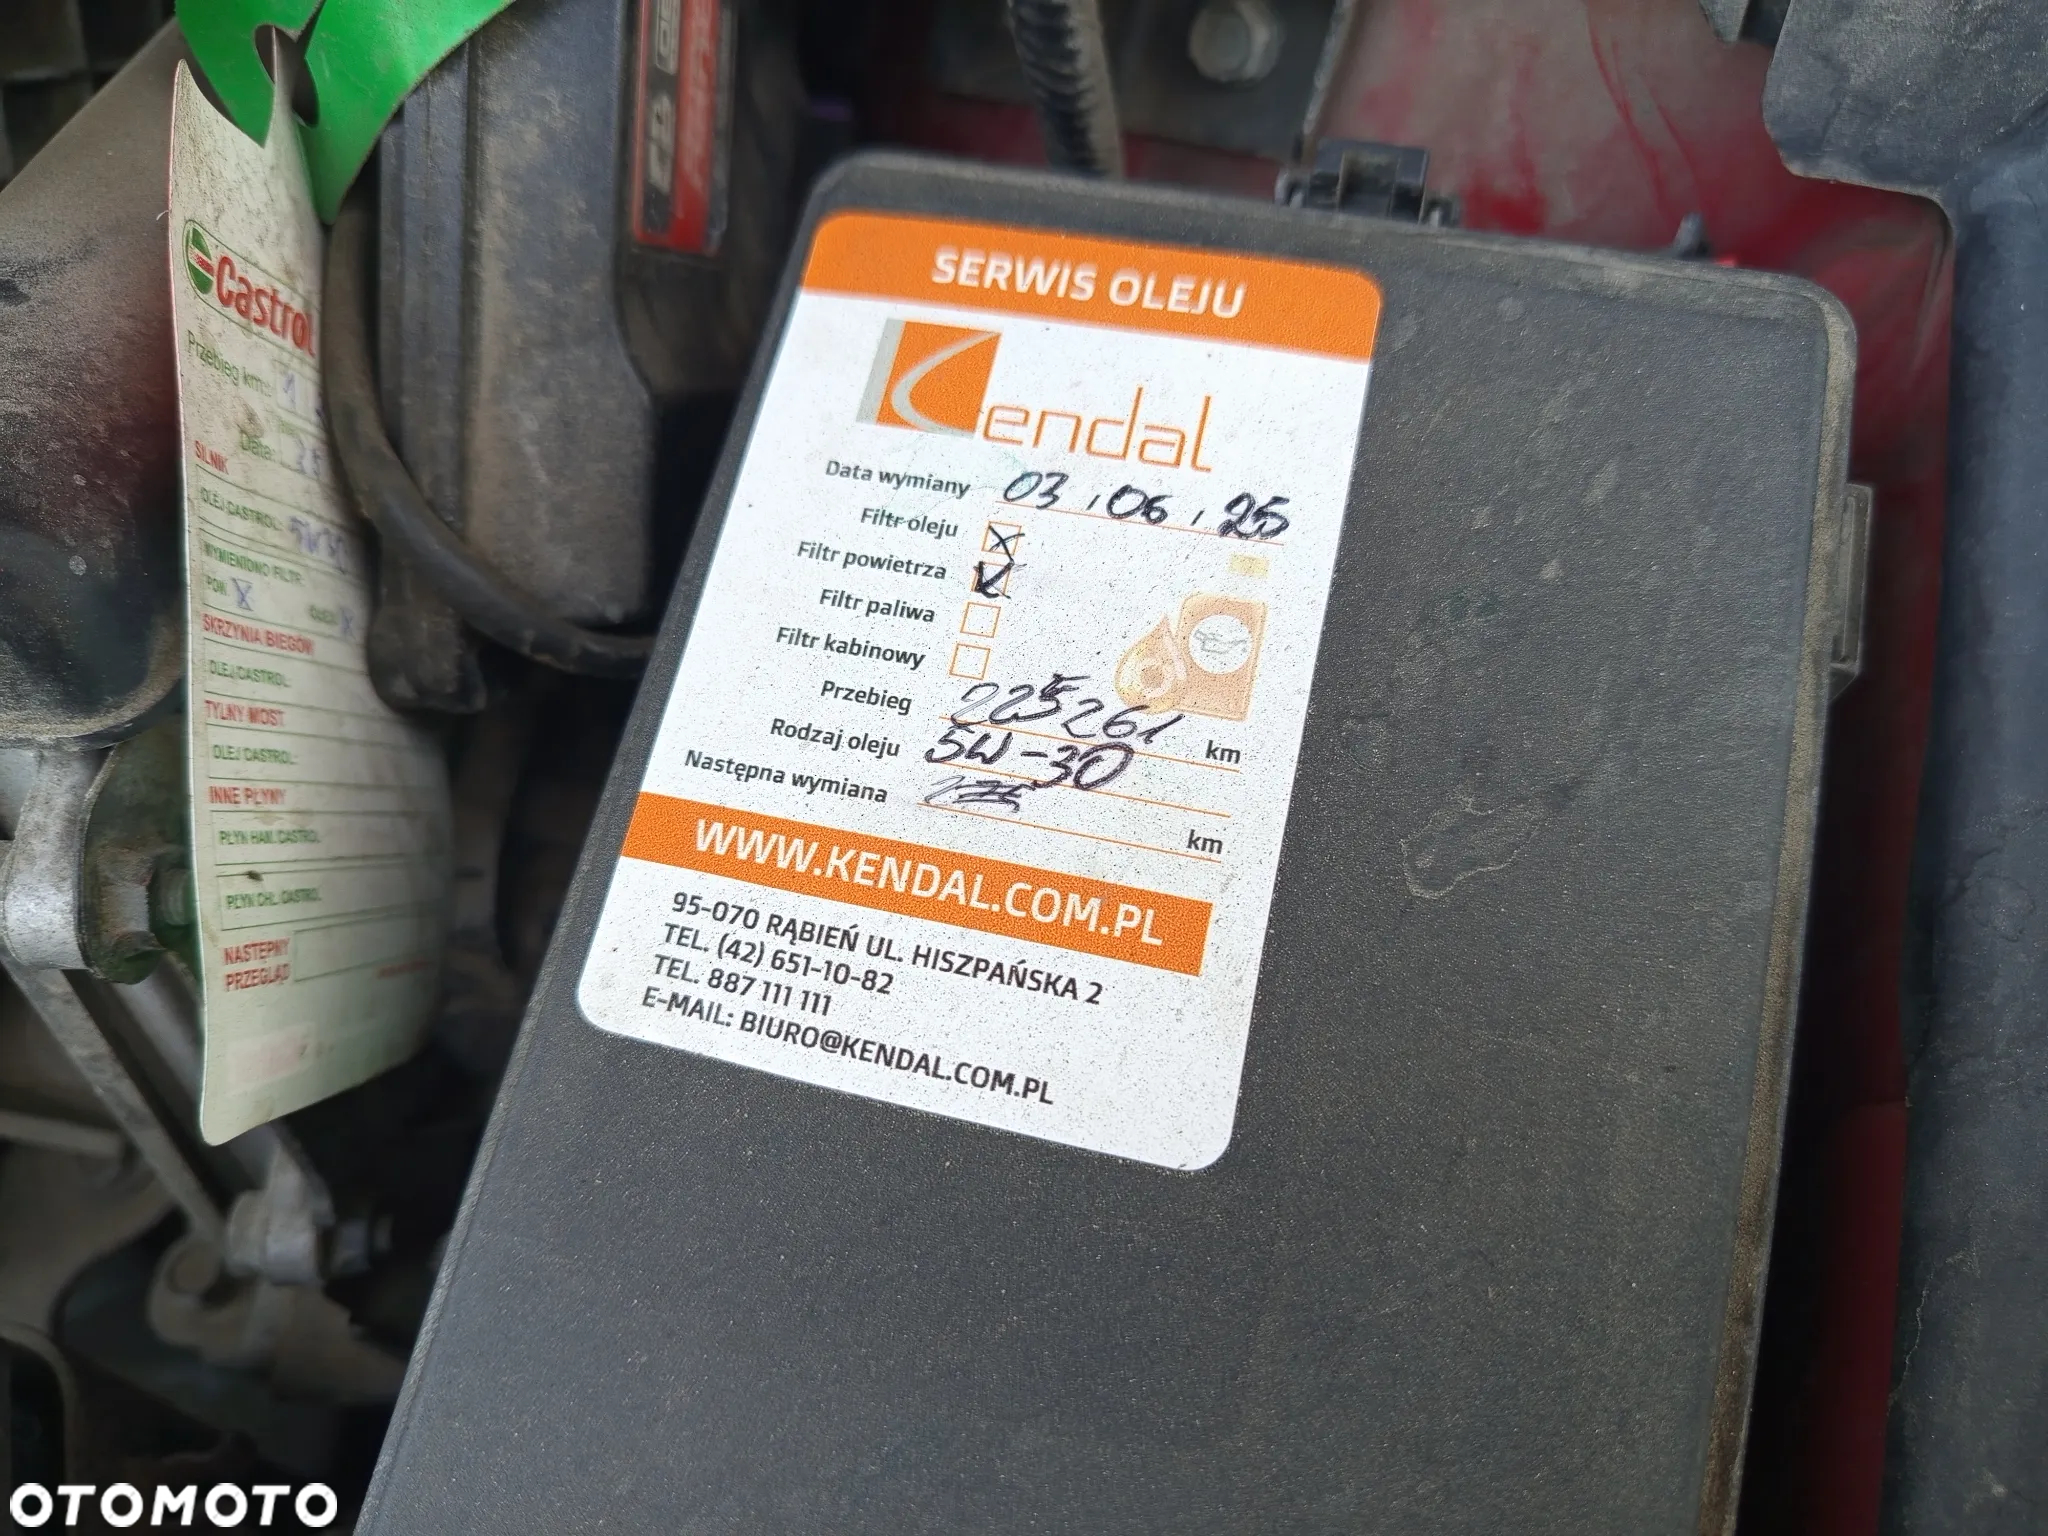 SERWIS OLEJU
Kendal
Data wymiany 03.06.25
Filtr oleju X
Filtr powietrza
Filtr paliwa
Filtr kabinowy
Przebieg 225261 km
Rodzaj oleju 5W-30
Następna wymiana km
WWW.KENDAL.COM.PL
95-070 RĄBIEŃ UL. HISZPAŃSKA 2
TEL. (42) 651-10-82
TEL. 887 111 111
E-MAIL: BIURO@KENDAL.COM.PL
Castrol
Przebieg km.:
Data:
SILNIK
OLEJ CASTROL: 5W30
WYMIENIONO FILTR:
POW. X
SKRZYNIA BIEGÓW
OLEJ CASTROL
TYLNY MOST
OLEJ CASTROL:
INNE PŁYNY
PŁYN HAM. CASTROL
PŁYN CHŁ. CASTROL
NASTĘPNY
PRZEGLĄD
OTOMOTO